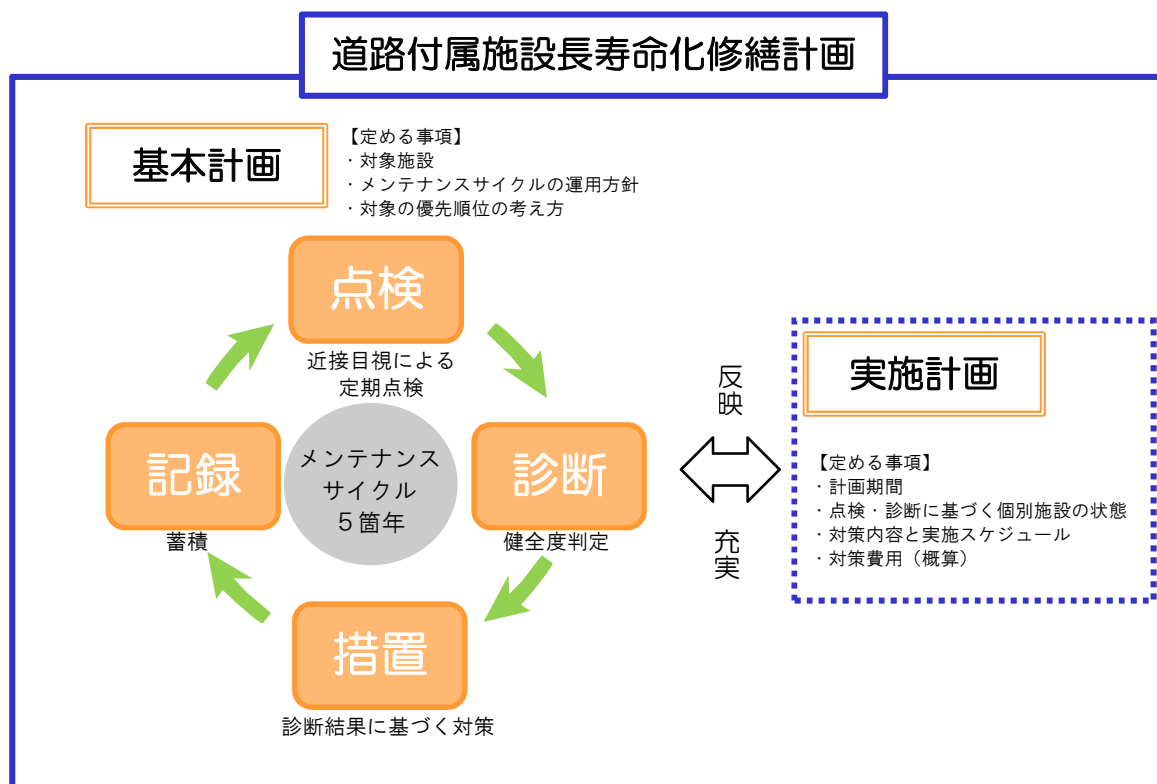 道路付属施設長寿命化修繕計画
基本計画
【定める事項】
・対象施設
・メンテナンスサイクルの運用方針
・対象の優先順位の考え方
点検
近接目視による
定期点検
診断
健全度判定
措置
診断結果に基づく対策
記録
蓄積
メンテナンス
サイクル
５箇年
反映
充実
実施計画
【定める事項】
・計画期間
・点検・診断に基づく個別施設の状態
・対策内容と実施スケジュール
・対策費用（概算）